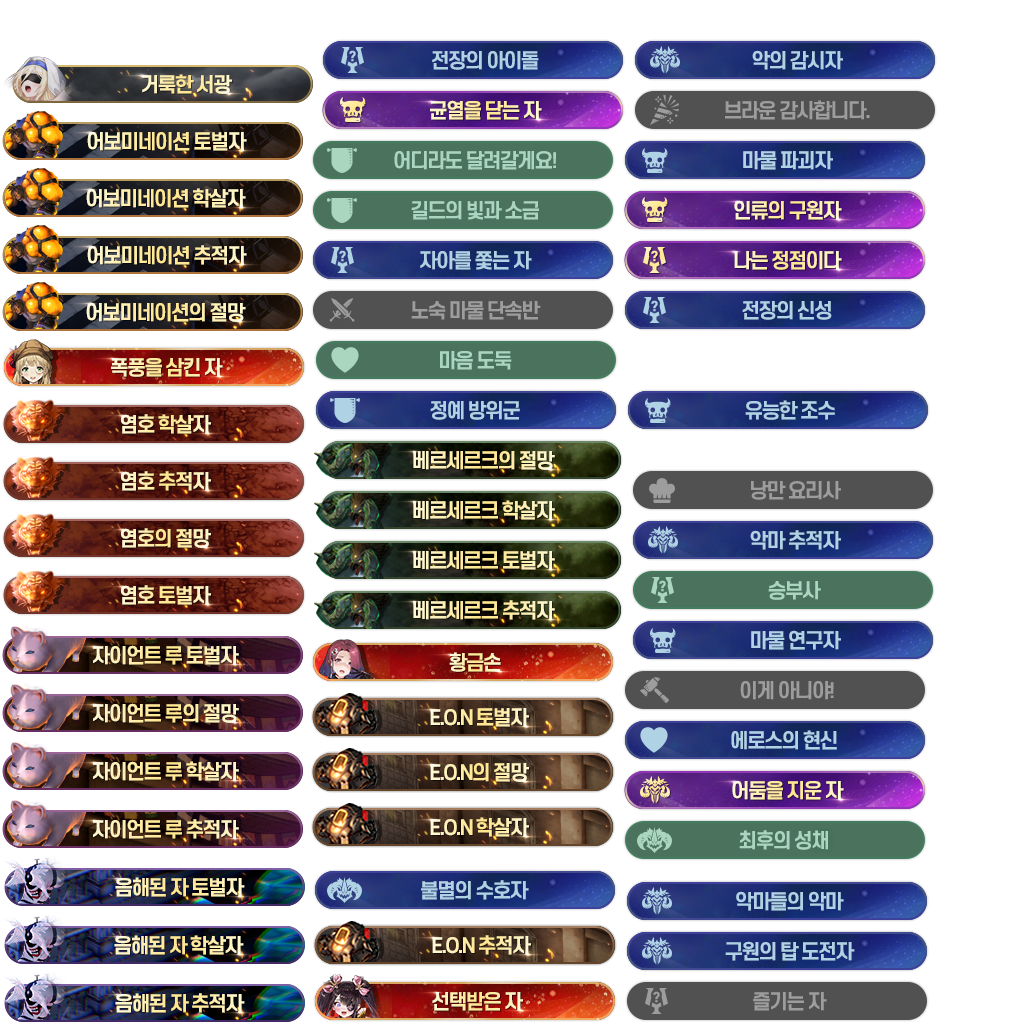 거룩한 서광
어보미네이션 토벌자
어보미네이션 학살자
어보미네이션 추적자
어보미네이션의 절망
폭풍을 삼킨 자
염호 학살자
염호 추적자
염호의 절망
염호 토벌자
자이언트 루 토벌자
자이언트 루의 절망
자이언트 루 학살자
자이언트 루 추적자
음해된 자 토벌자
음해된 자 학살자
음해된 자 추적자
전장의 아이돌
균열을 닫는 자
어디라도 달려갈게요!
길드의 빛과 소금
자아를 쫓는 자
노숙 마물 단속반
마음 도둑
정예 방위군
베르세르크의 절망
베르세르크 학살자
베르세르크 토벌자
베르세르크 추적자
황금손
E.O.N 토벌자
E.O.N의 절망
E.O.N 학살자
불멸의 수호자
E.O.N 추적자
선택받은 자
악의 감시자
브라운 감사합니다.
마물 파괴자
인류의 구원자
나는 정점이다
전장의 신성
유능한 조수
낭만 요리사
악마 추적자
승부사
마물 연구자
이게 아니야!
에로스의 현신
어둠을 지운 자
최후의 성채
악마들의 악마
구원의 탑 도전자
즐기는 자